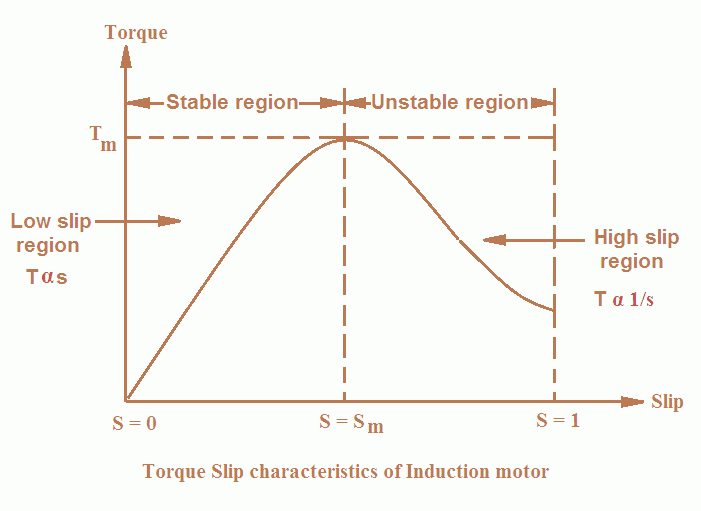 Torque
Stable region
Unstable region
Tm
Low slip
region
T α s
High slip
region
T α 1/s
Slip
S = 0
S = Sm
S = 1
Torque Slip characteristics of Induction motor